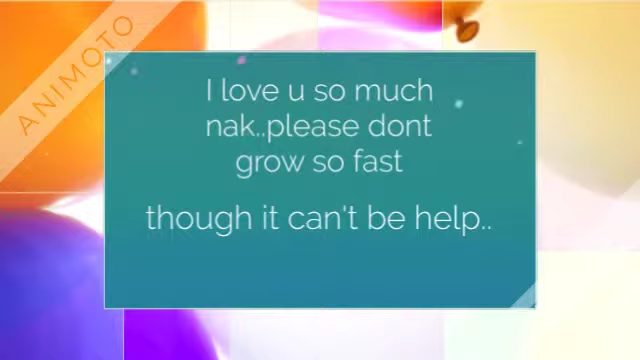 ANIMOTO
I love u so much
nak..please dont
grow so fast
though it can't be help..